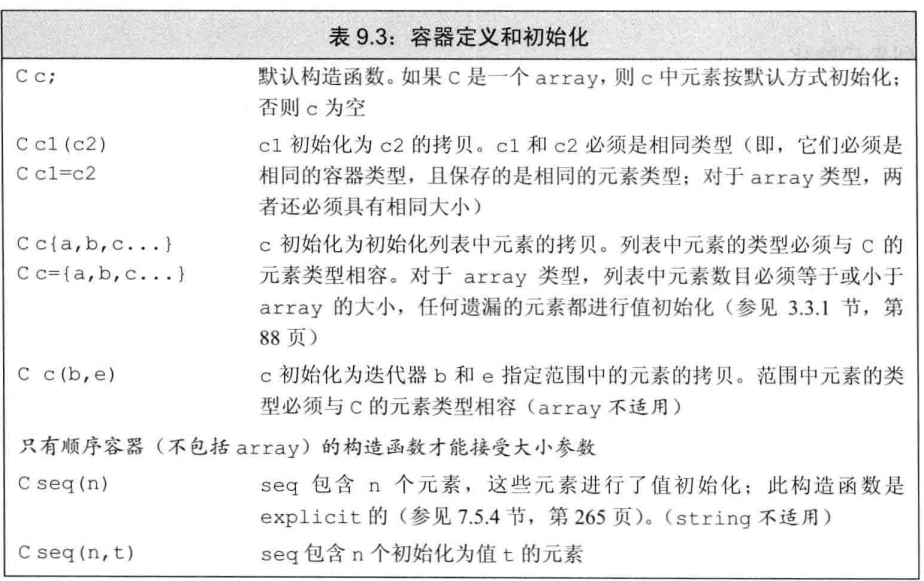 表 9.3：容器定义和初始化
C c; 默认构造函数。如果 C 是一个 array，则 c 中元素按默认方式初始化；
否则 c 为空
C c1(c2) c1 初始化为 c2 的拷贝。c1 和 c2 必须是相同类型（即，它们必须是
C c1=c2 相同的容器类型，且保存的是相同的元素类型；对于 array 类型，两
者还必须具有相同大小）
C c{a,b,c...} c 初始化为初始化列表中元素的拷贝。列表中元素的类型必须与 C 的
C c={a,b,c...} 元素类型相容。对于 array 类型，列表中元素数目必须等于或小于
array 的大小，任何遗漏的元素都进行值初始化（参见 3.3.1 节，第
88 页）
C c(b,e) c 初始化为迭代器 b 和 e 指定范围中的元素的拷贝。范围中元素的类
型必须与 C 的元素类型相容（array 不适用）
只有顺序容器（不包括 array）的构造函数才能接受大小参数
C seq(n) seq 包含 n 个元素，这些元素进行了值初始化；此构造函数是
explicit 的（参见 7.5.4 节，第 265 页）。（string 不适用）
C seq(n,t) seq 包含 n 个初始化为值 t 的元素